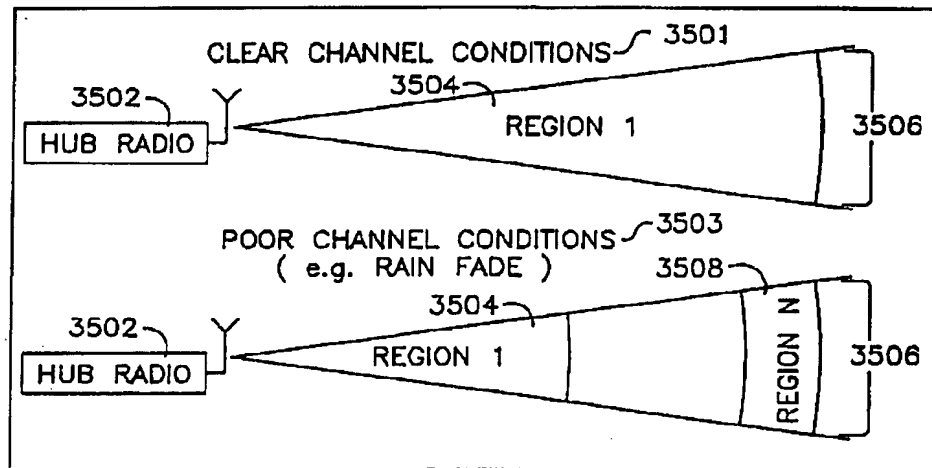 CLEAR CHANNEL CONDITIONS 3501
3504
3502
HUB RADIO
REGION 1
3506
POOR CHANNEL CONDITIONS 3503
( e.g. RAIN FADE )
3508
3504
3502
HUB RADIO
REGION 1
REGION N
3506